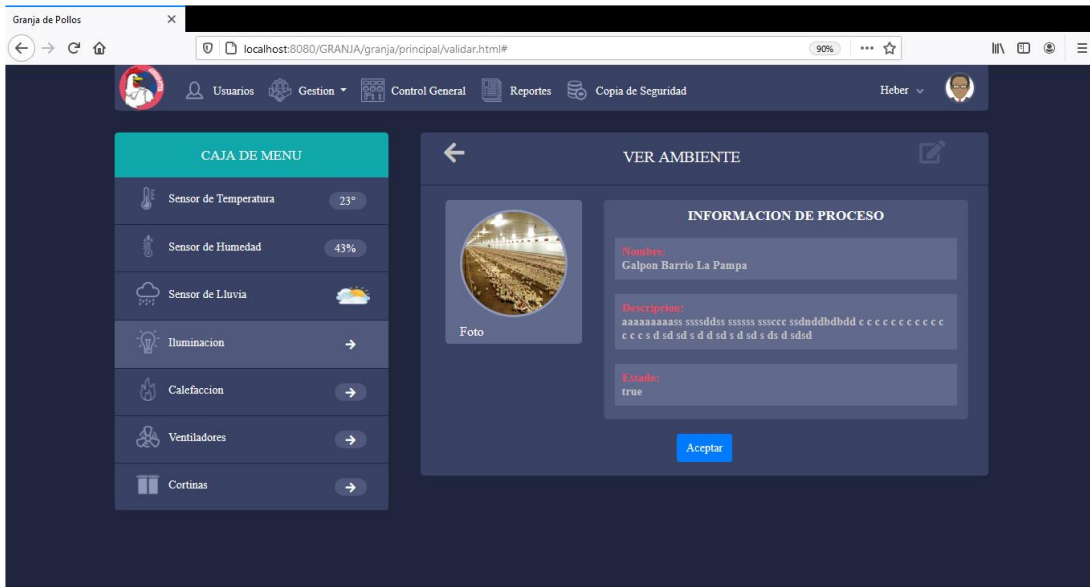 Granja de Pollos
localhost:8080/GRANJA/granja/principal/validar.html#
90%
Usuarios Gestion Control General Reportes Copia de Seguridad Heber
CAJA DE MENU
Sensor de Temperatura 23°
Sensor de Humedad 43%
Sensor de Lluvia
Iluminacion
Calefaccion
Ventiladores
Cortinas
VER AMBIENTE
Foto
INFORMACION DE PROCESO
Nombre:
Galpon Barrio La Pampa
Descripcion:
aaaaaaaaass ssssddss ssssss sssccc ssdnddbdbdd c c c c c c c c c c c
c c c s d sd sd s d d sd s d sd s ds d sdsd
Estado:
true
Aceptar